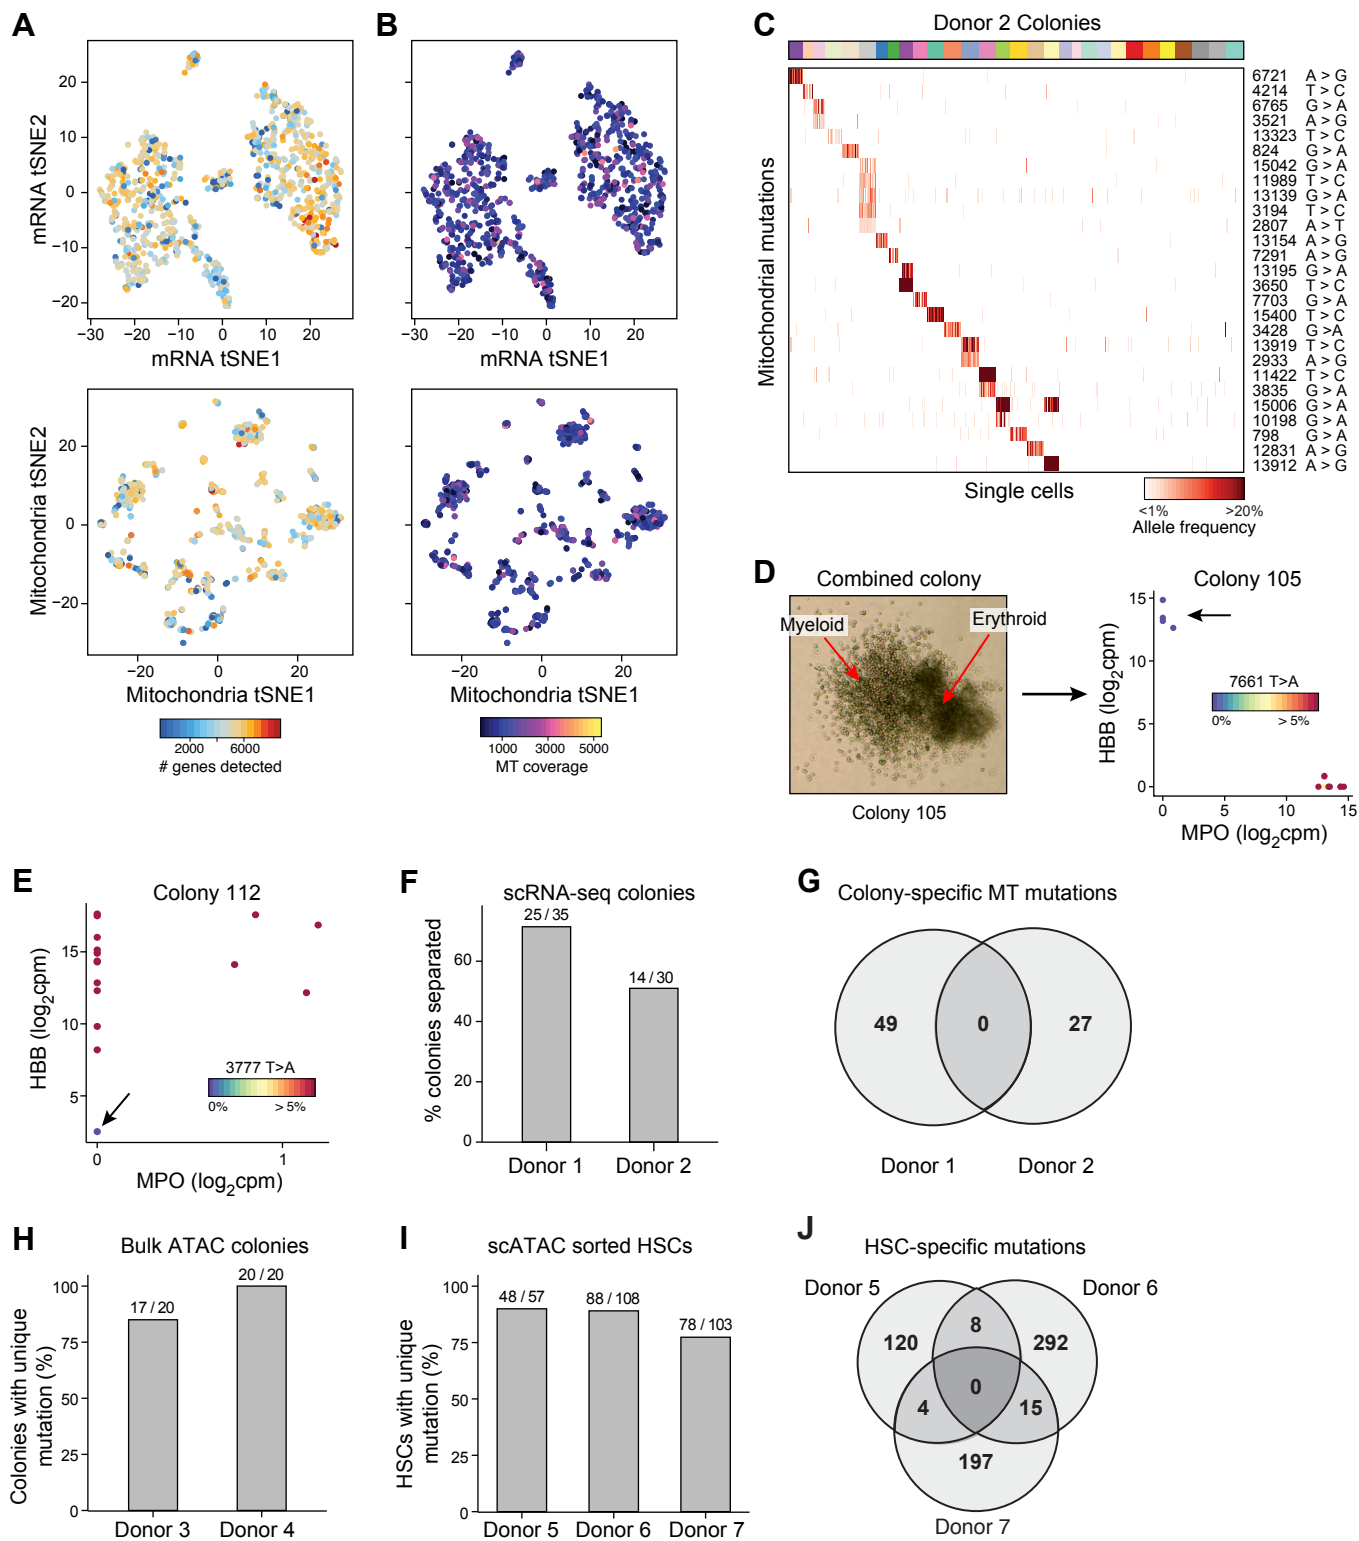 A
mRNA tSNE2
20
10
0
−10
−20
−30
−20
−10
0
10
20
mRNA tSNE1
Mitochondria tSNE2
20
0
−20
−20
0
20
Mitochondria tSNE1
2000
6000
# genes detected
B
−30
−20
−10
0
10
20
mRNA tSNE1
−20
0
20
Mitochondria tSNE1
1000
3000
5000
MT coverage
C
Donor 2 Colonies
Mitochondrial mutations
6721 A > G
4214 T > C
6765 G > A
3521 A > G
13323 T > C
824 G > A
15042 G > A
11989 T > C
13139 G > A
3194 T > C
2807 A > T
13154 A > G
7291 A > G
13195 G > A
3650 T > C
7703 G > A
15400 T > C
3428 G >A
13919 T > C
2933 A > G
11422 T > C
3835 G > A
15006 G > A
10198 G > A
798 G > A
12831 A > G
13912 A > G
Single cells
<1%
>20%
Allele frequency
D
Combined colony
Myeloid
Erythroid
Colony 105
Colony 105
HBB (log2cpm)
15
10
5
0
7661 T>A
0%
> 5%
0
5
10
15
MPO (log2cpm)
E
Colony 112
HBB (log2cpm)
15
10
5
3777 T>A
0%
> 5%
0
1
MPO (log2cpm)
F
scRNA-seq colonies
% colonies separated
60
40
20
0
25 / 35
14 / 30
Donor 1
Donor 2
G
Colony-specific MT mutations
49
0
27
Donor 1
Donor 2
H
Bulk ATAC colonies
Colonies with unique
mutation (%)
100
75
50
25
0
17 / 20
20 / 20
Donor 3
Donor 4
I
scATAC sorted HSCs
HSCs with unique
mutation (%)
100
75
50
25
0
48 / 57
88 / 108
78 / 103
Donor 5
Donor 6
Donor 7
J
HSC-specific mutations
Donor 5
Donor 6
120
8
292
0
4
15
197
Donor 7